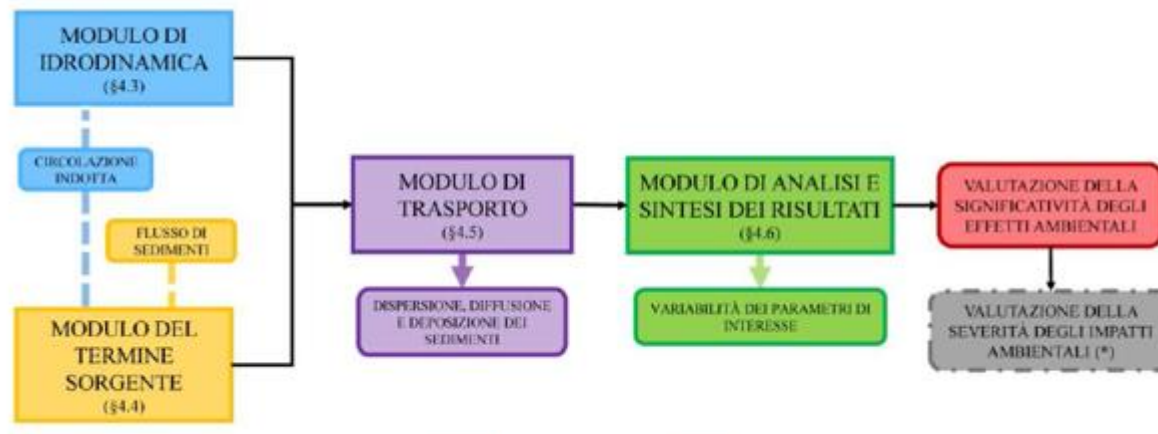 MODULO DI
IDRODINAMICA
(§4.3)
CIRCOLAZIONE
INDOTTA
FLUSSO DI
SEDIMENTI
MODULO DEL
TERMINE
SORGENTE
(§4.4)
MODULO DI
TRASPORTO
(§4.5)
DISPERSIONE, DIFFUSIONE
E DEPOSIZIONE DEI
SEDIMENTI
MODULO DI ANALISI E
SINTESI DEI RISULTATI
(§4.6)
VARIABILITÀ DEI PARAMETRI DI
INTERESSE
VALUTAZIONE DELLA
SIGNIFICATIVITÀ DEGLI
EFFETTI AMBIENTALI
VALUTAZIONE DELLA
SEVERITÀ DEGLI IMPATTI
AMBIENTALI (*)